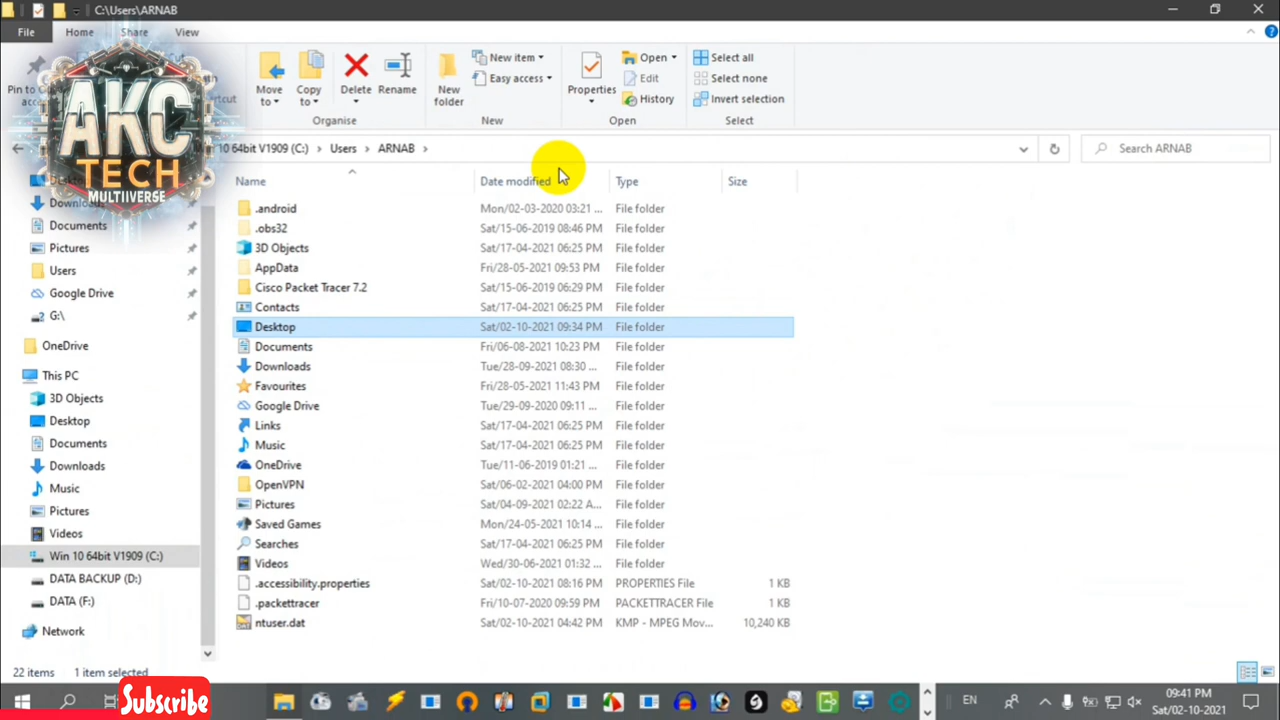 C:\Users\ARNAB
File Home Share View
Pin to Quick
Cut
Move to
Copy to
Delete
Rename
New folder
New item
Easy access
Properties
Open
Edit
History
Select all
Select none
Invert selection
Organise New Open Select
AKC
TECH
MULTIIVERSE
10 64bit V1909 (C:) Users ARNAB
Search ARNAB
Name Date modified Type Size
.android Mon/02-03-2020 03:21 ... File folder
.obs32 Sat/15-06-2019 08:46 PM File folder
3D Objects Sat/17-04-2021 06:25 PM File folder
AppData Fri/28-05-2021 09:53 PM File folder
Cisco Packet Tracer 7.2 Sat/15-06-2019 06:29 PM File folder
Contacts Sat/17-04-2021 06:25 PM File folder
Desktop Sat/02-10-2021 09:34 PM File folder
Documents Fri/06-08-2021 10:23 PM File folder
Downloads Tue/28-09-2021 08:30 ... File folder
Favourites Fri/28-05-2021 11:43 PM File folder
Google Drive Tue/29-09-2020 09:11 ... File folder
Links Sat/17-04-2021 06:25 PM File folder
Music Sat/17-04-2021 06:25 PM File folder
OneDrive Tue/11-06-2019 01:21 ... File folder
OpenVPN Sat/06-02-2021 04:00 PM File folder
Pictures Sat/04-09-2021 02:22 A... File folder
Saved Games Mon/24-05-2021 10:14 ... File folder
Searches Sat/17-04-2021 06:25 PM File folder
Videos Wed/30-06-2021 01:32 ... File folder
.accessibility.properties Sat/02-10-2021 08:16 PM PROPERTIES File 1 KB
.packettracer Fri/10-07-2020 09:59 PM PACKETTRACER File 1 KB
ntuser.dat Sat/02-10-2021 04:42 PM KMP - MPEG Mov... 10,240 KB
Desktop
Downloads
Documents
Pictures
Users
Google Drive
G:\
OneDrive
This PC
3D Objects
Desktop
Documents
Downloads
Music
Pictures
Videos
Win 10 64bit V1909 (C:)
DATA BACKUP (D:)
DATA (F:)
Network
22 items 1 item selected
Subscribe
EN
09:41 PM
Sat/02-10-2021